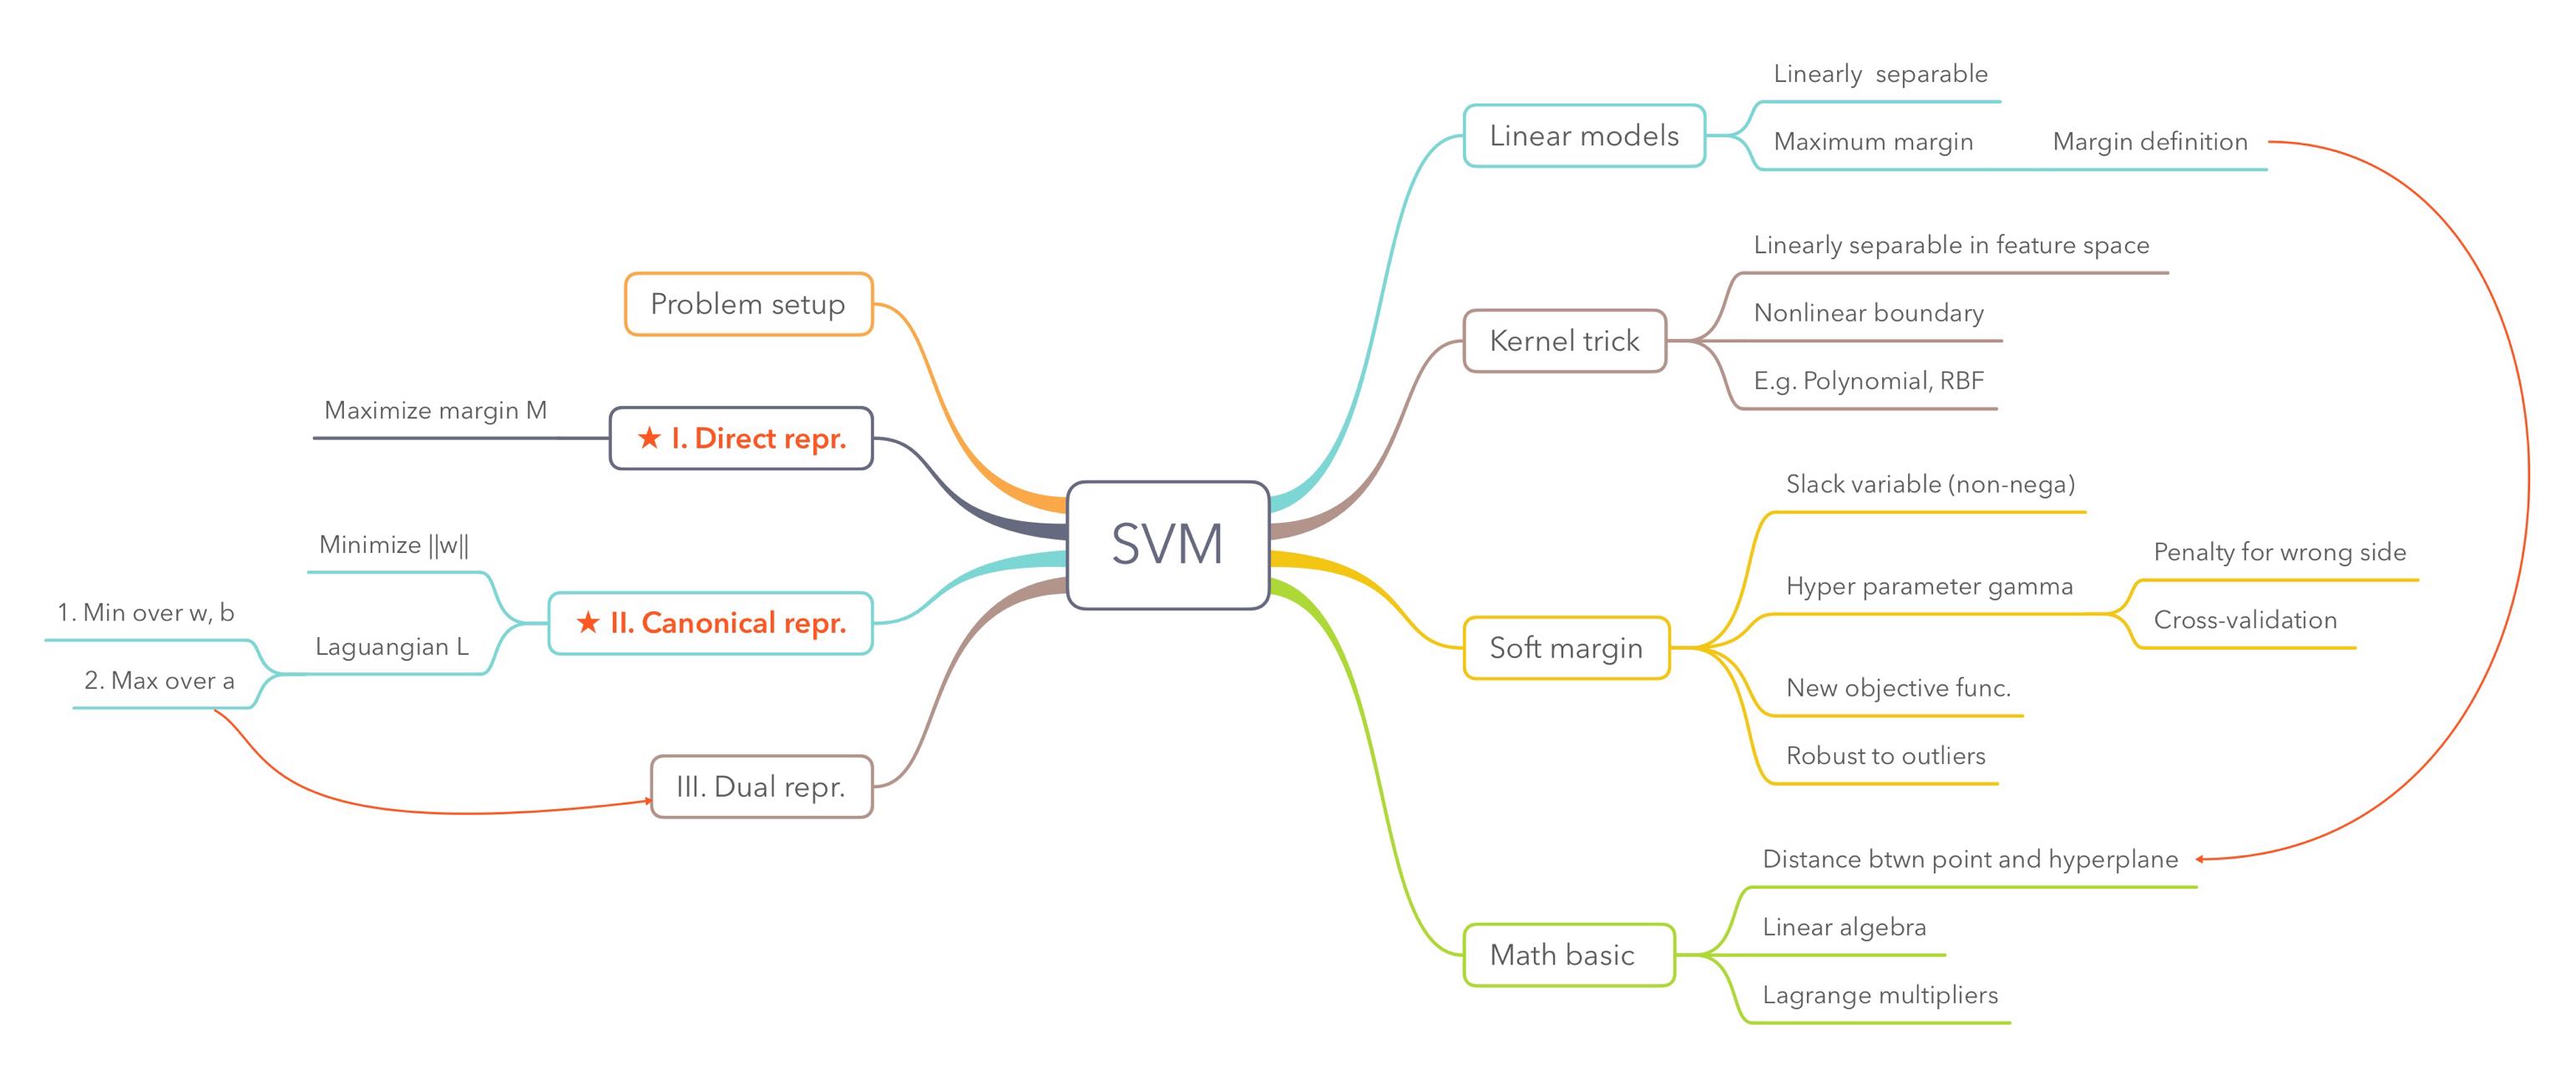 SVM
Linear models
Linearly  separable
Maximum margin
Margin definition
Kernel trick
Linearly separable in feature space
Nonlinear boundary
E.g. Polynomial, RBF
Soft margin
Slack variable (non-nega)
Hyper parameter gamma
Penalty for wrong side
Cross-validation
New objective func.
Robust to outliers
Math basic
Distance btwn point and hyperplane
Linear algebra
Lagrange multipliers
Problem setup
★ I. Direct repr.
Maximize margin M
★ II. Canonical repr.
Minimize ||w||
Laguangian L
1. Min over w, b
2. Max over a
III. Dual repr.